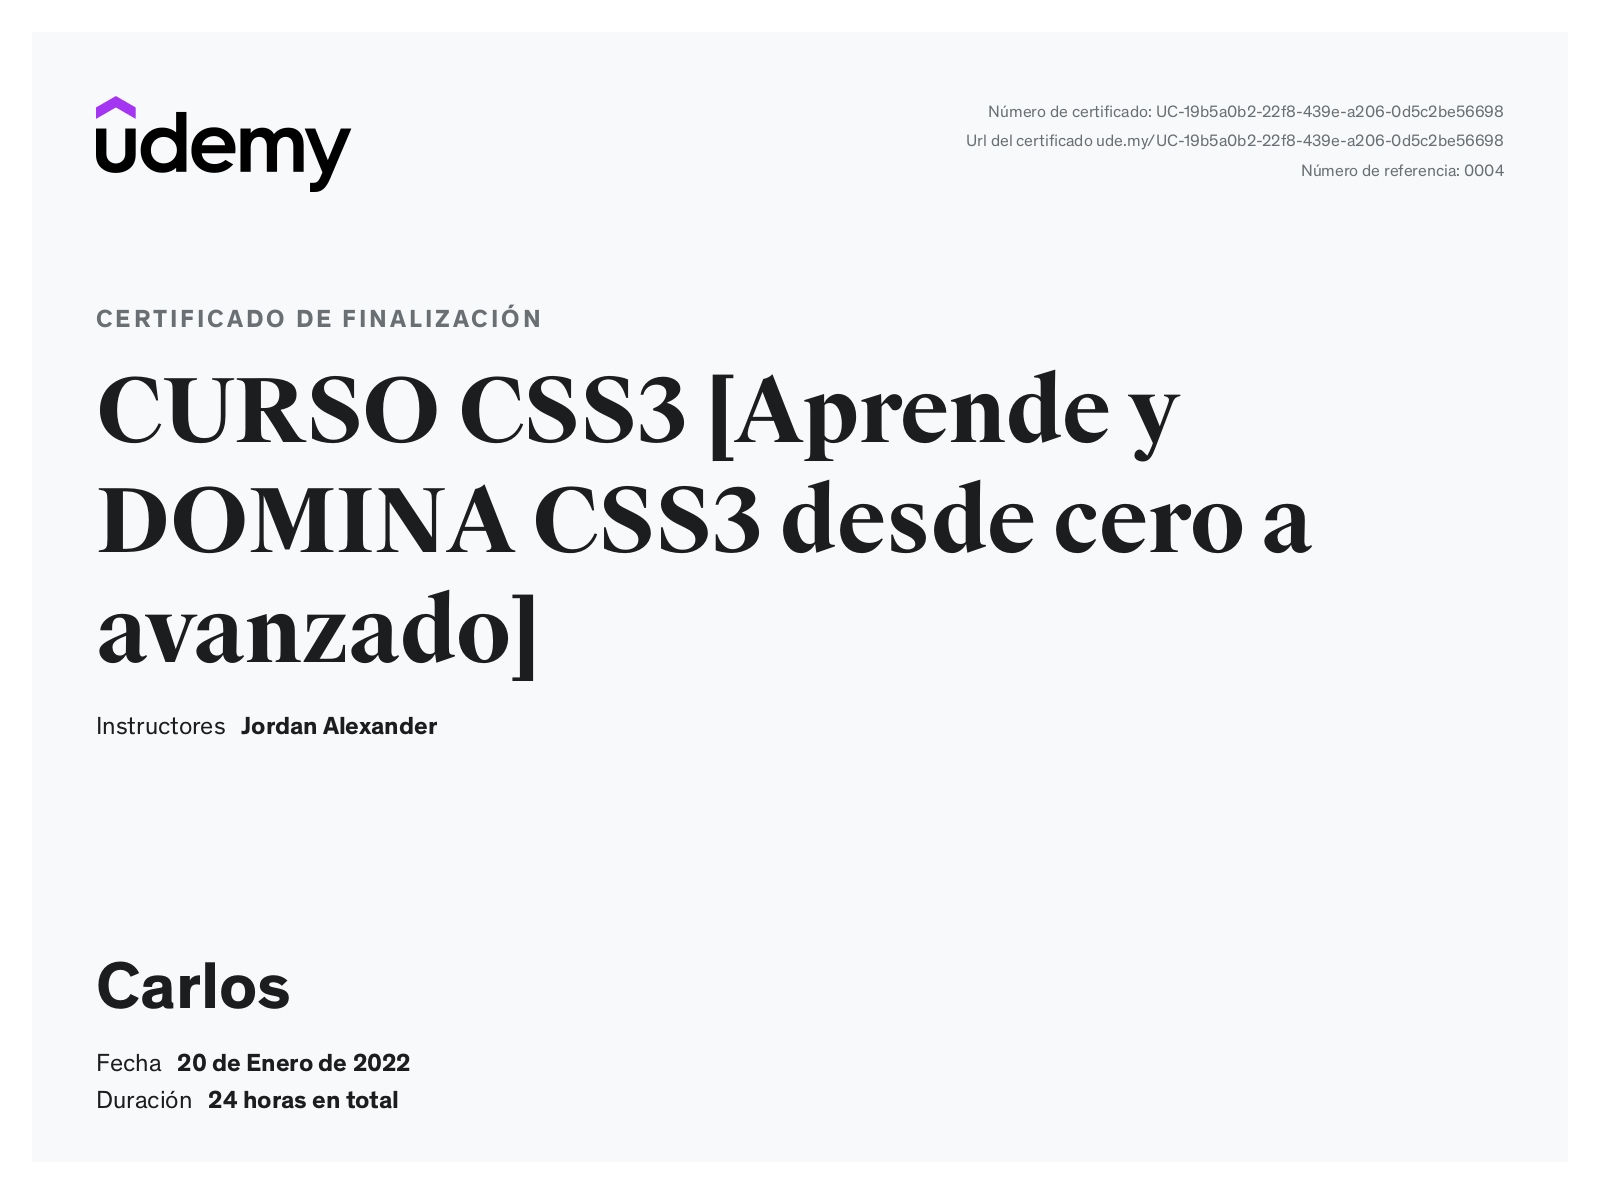 udemy
Número de certificado: UC-19b5a0b2-22f8-439e-a206-0d5c2be56698
Url del certificado ude.my/UC-19b5a0b2-22f8-439e-a206-0d5c2be56698
Número de referencia: 0004
CERTIFICADO DE FINALIZACIÓN
CURSO CSS3 [Aprende y
DOMINA CSS3 desde cero a
avanzado]
Instructores Jordan Alexander
Carlos
Fecha 20 de Enero de 2022
Duración 24 horas en total